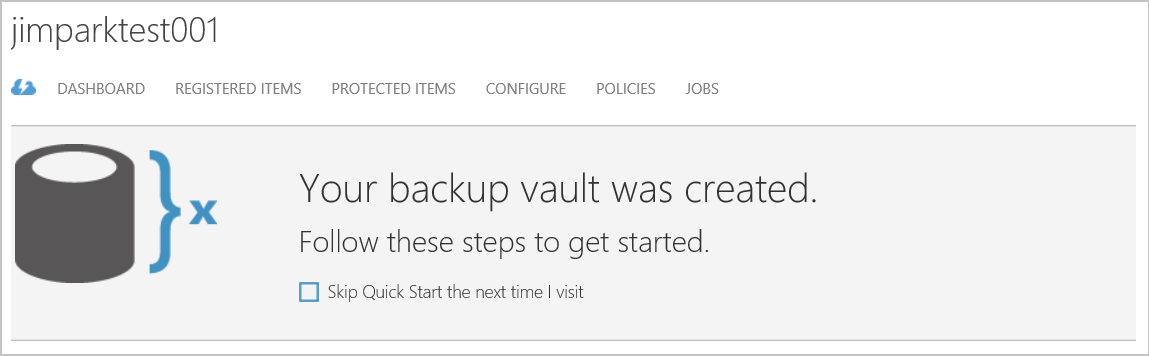 jimparktest001
DASHBOARD REGISTERED ITEMS PROTECTED ITEMS CONFIGURE POLICIES JOBS
} x
Your backup vault was created.
Follow these steps to get started.
Skip Quick Start the next time I visit